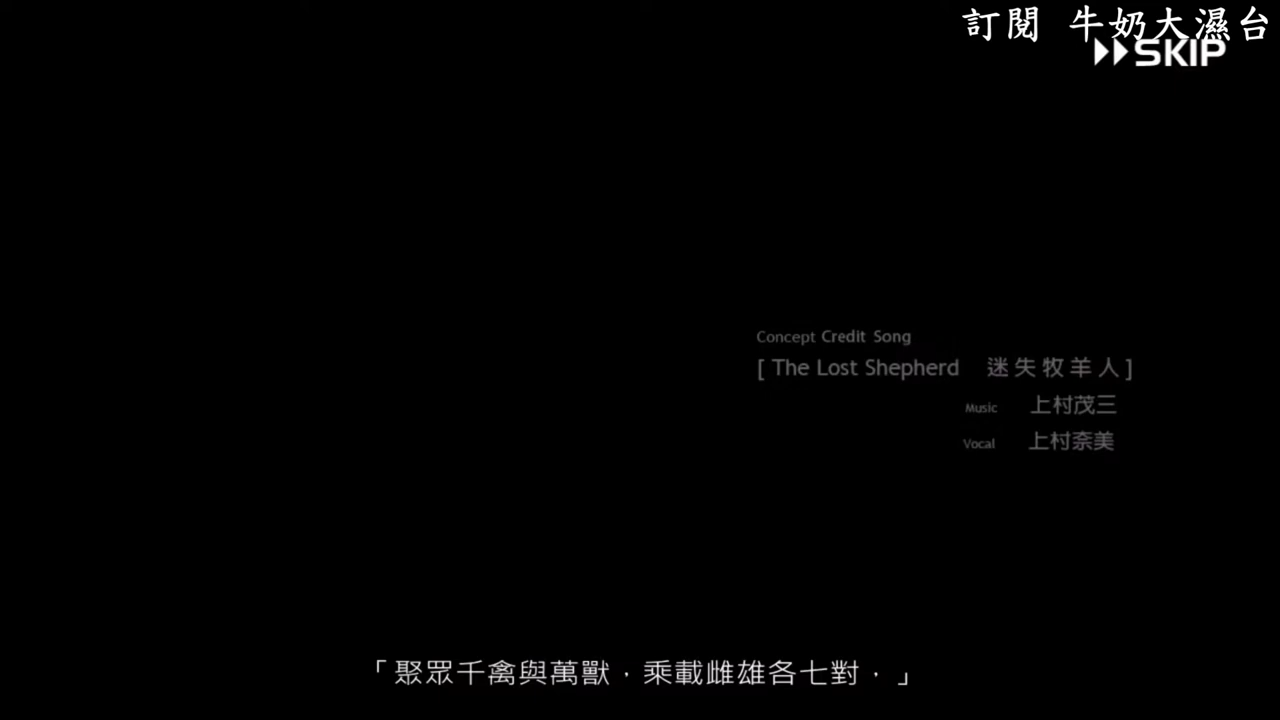 訂閱 牛奶大濕台
SKIP
Concept Credit Song
[ The Lost Shepherd 迷失牧羊人 ]
Music 上村茂三
Vocal 上村奈美
「聚眾千禽與萬獸，乘載雌雄各七對，」